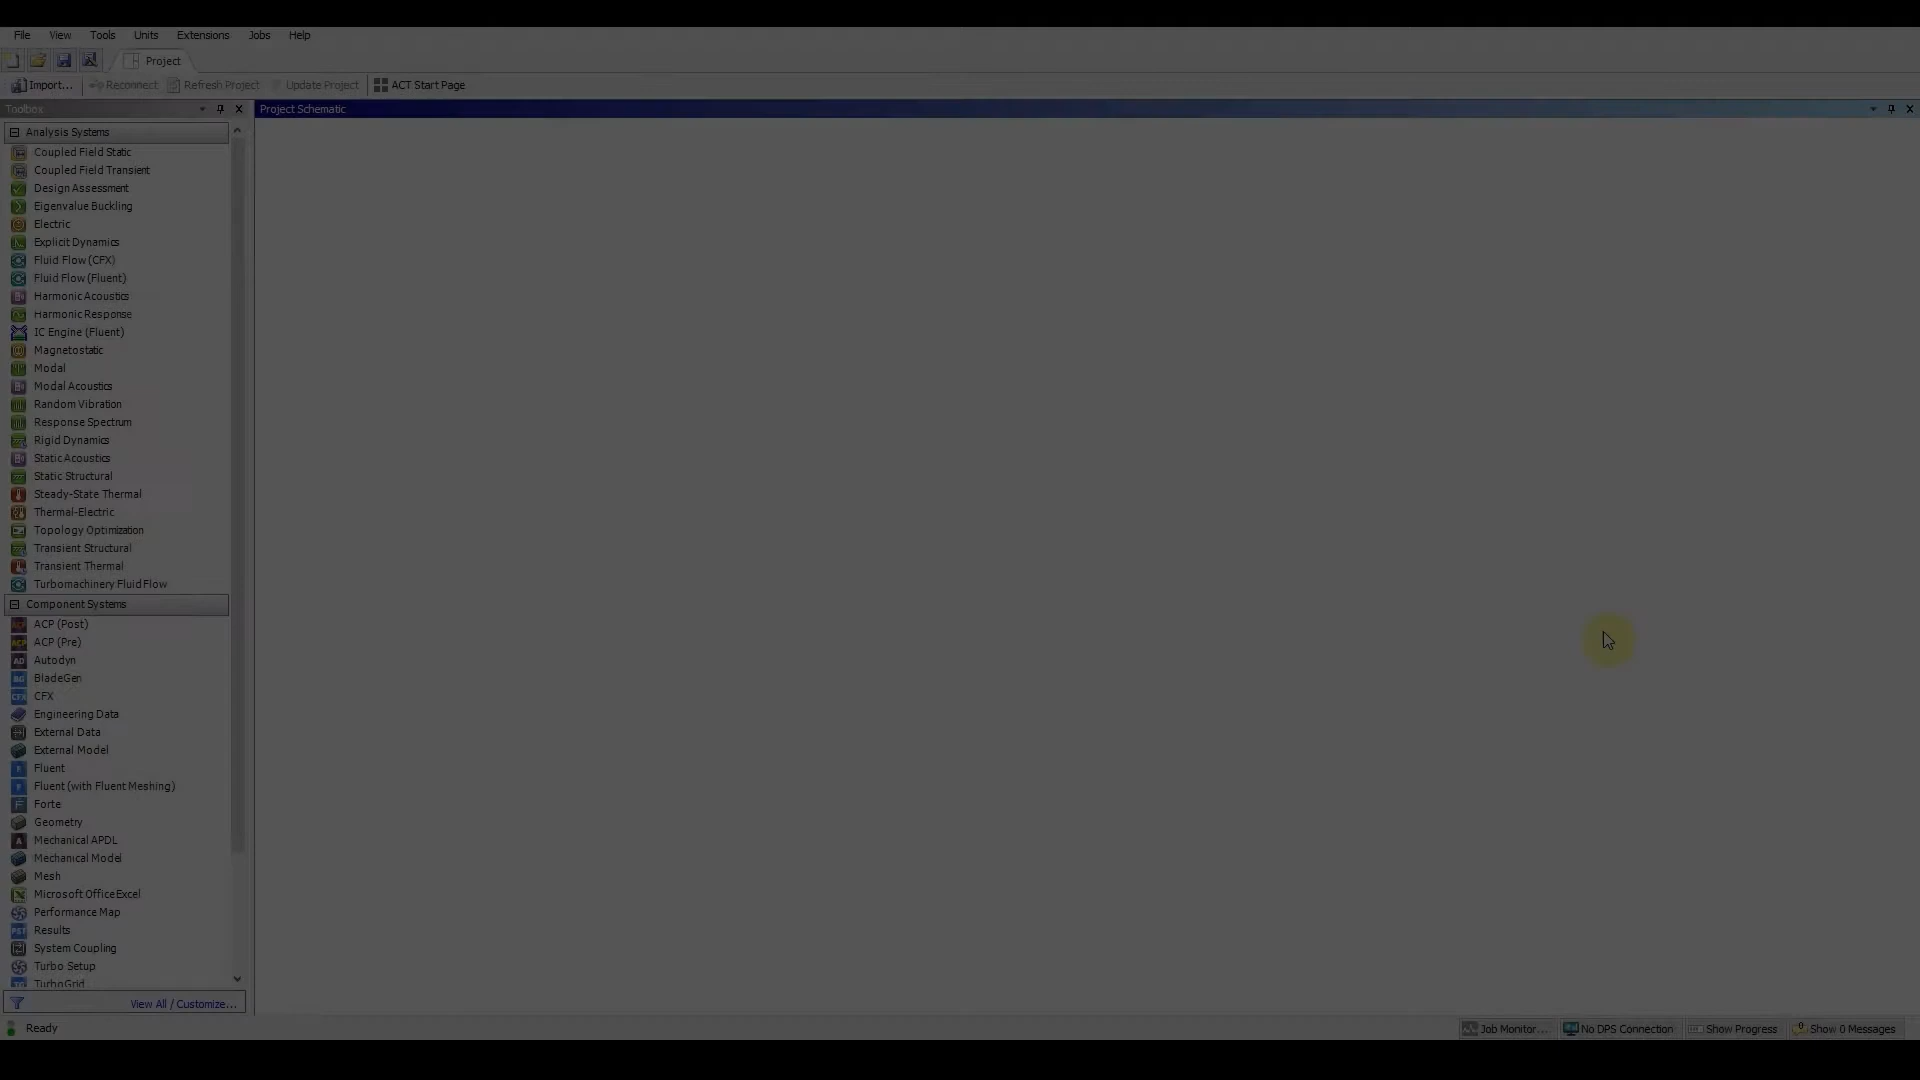 File View Tools Units Extensions Jobs Help
Project
Import... Reconnect Refresh Project Update Project ACT Start Page
Toolbox
Project Schematic
Analysis Systems
Coupled Field Static
Coupled Field Transient
Design Assessment
Eigenvalue Buckling
Electric
Explicit Dynamics
Fluid Flow (CFX)
Fluid Flow (Fluent)
Harmonic Acoustics
Harmonic Response
IC Engine (Fluent)
Magnetostatic
Modal
Modal Acoustics
Random Vibration
Response Spectrum
Rigid Dynamics
Static Acoustics
Static Structural
Steady-State Thermal
Thermal-Electric
Topology Optimization
Transient Structural
Transient Thermal
Turbomachinery Fluid Flow
Component Systems
ACP (Post)
ACP (Pre)
Autodyn
BladeGen
CFX
Engineering Data
External Data
External Model
Fluent
Fluent (with Fluent Meshing)
Forte
Geometry
Mechanical APDL
Mechanical Model
Mesh
Microsoft Office Excel
Performance Map
Results
System Coupling
Turbo Setup
TurboGrid
View All / Customize...
Ready
Job Monitor... No DPS Connection Show Progress Show 0 Messages